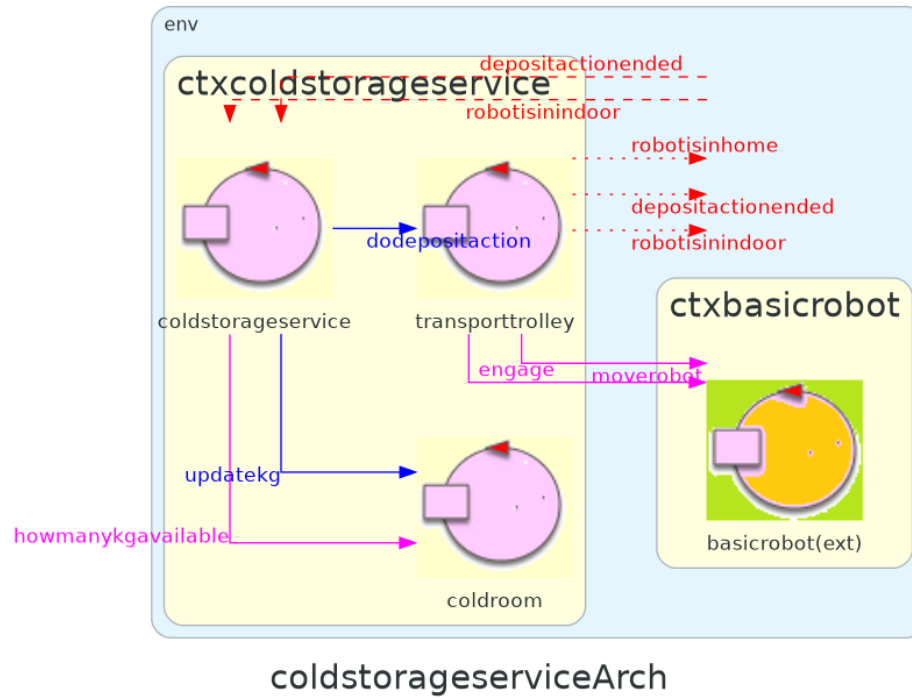 env
depositactionended
ctxcoldstorageservice
robotisinindoor
robotisinhome
depositactionended
dodepositaction
robotisinindoor
ctxbasicrobot
coldstorageservice
transporttrolley
engage
moverobot
updatekg
howmanykgavailable
basicrobot(ext)
coldroom
coldstorageserviceArch